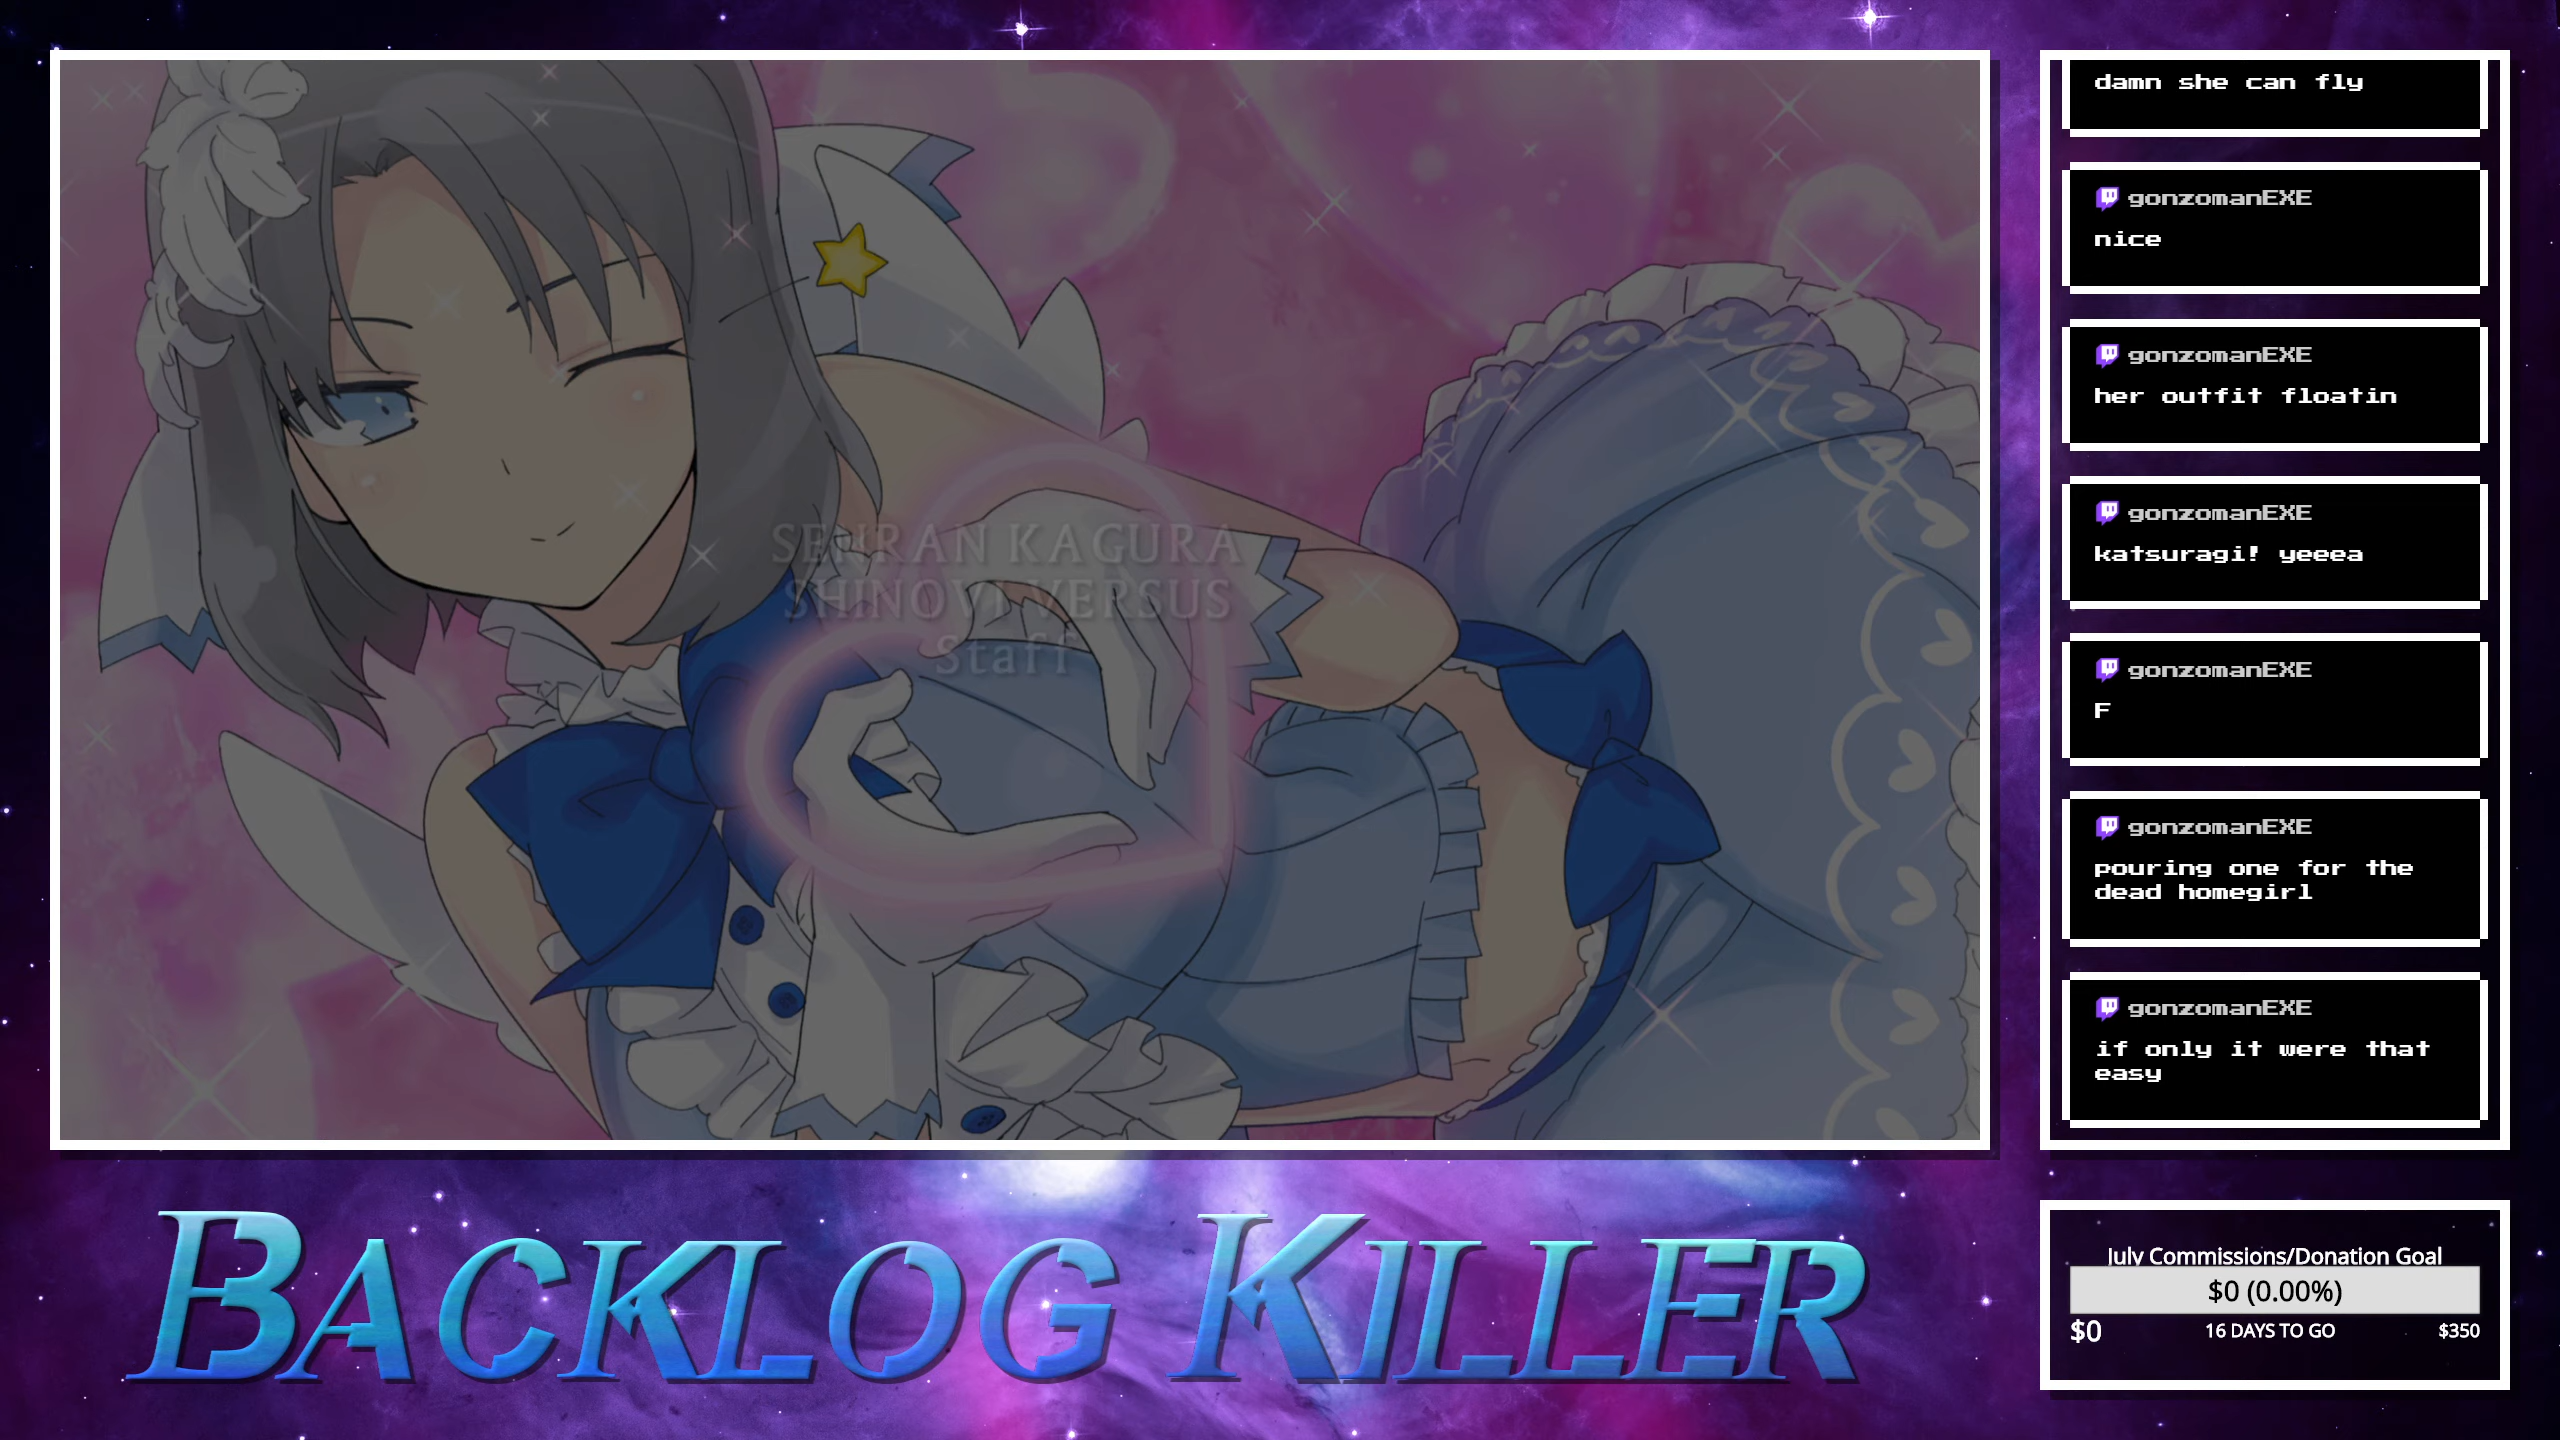 SENRAN KAGURA
SHINOVI VERSUS
Staff
damn she can fly
gonzomanEXE
nice
gonzomanEXE
her outfit floatin
gonzomanEXE
katsuragi! yeeea
gonzomanEXE
F
gonzomanEXE
pouring one for the
dead homegirl
gonzomanEXE
if only it were that
easy
BACKLOG KILLER
July Commissions/Donation Goal
$0 (0.00%)
$0 16 DAYS TO GO $350